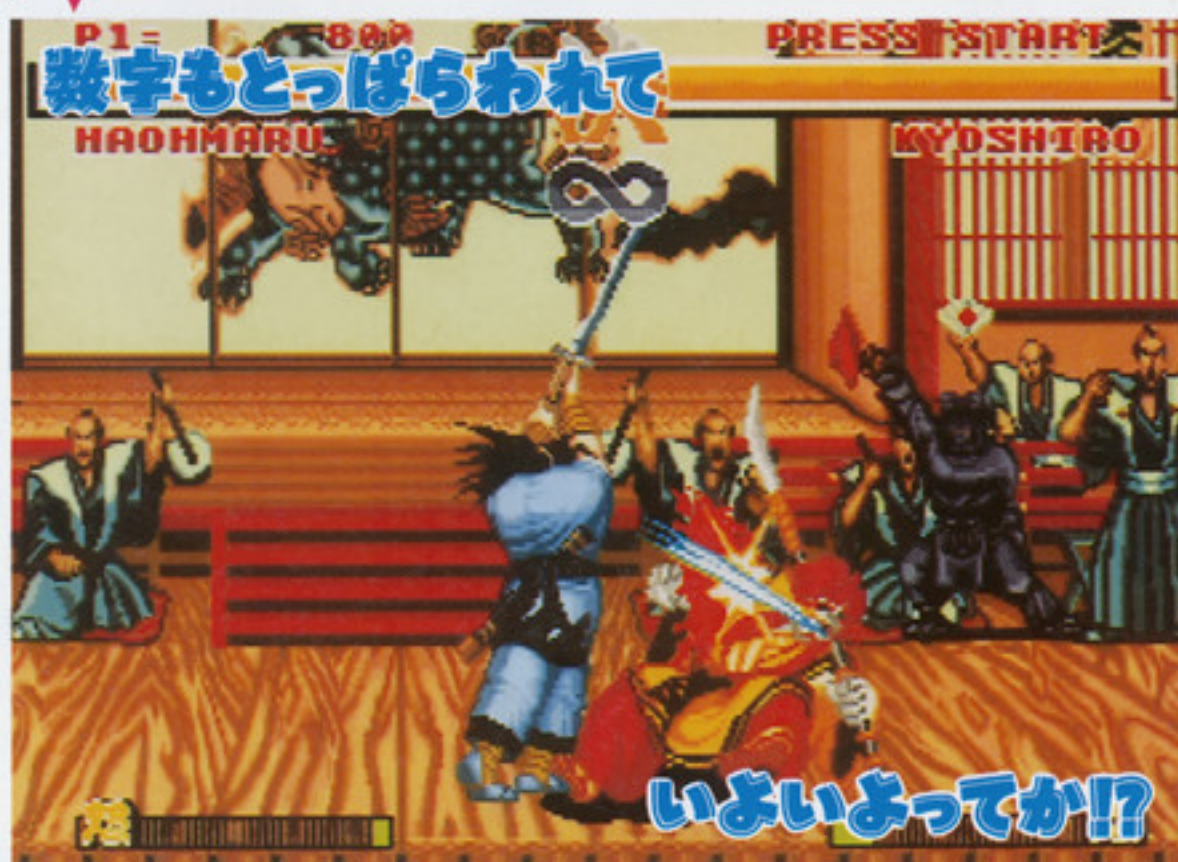 P1= 800 PRESS START
数字もとっぱらわれて
HAOHMARU KYOSHIRO
∞
いよいよってか!?
怒